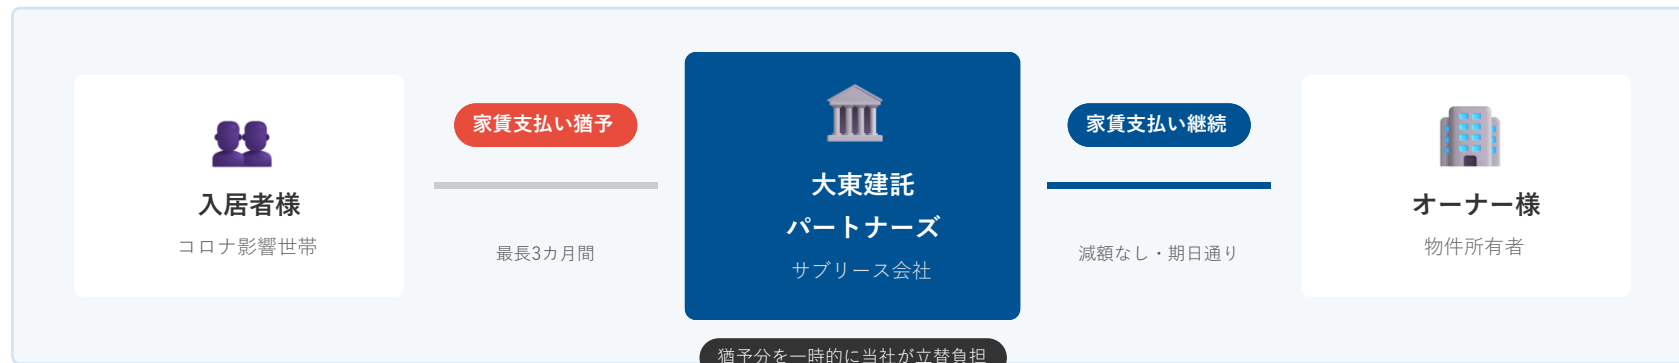 入居者様
コロナ影響世帯
家賃支払い猶予
最長3カ月間
大東建託
パートナーズ
サブリース会社
猶予分を一時的に当社が立替負担
家賃支払い継続
減額なし・期日通り
オーナー様
物件所有者